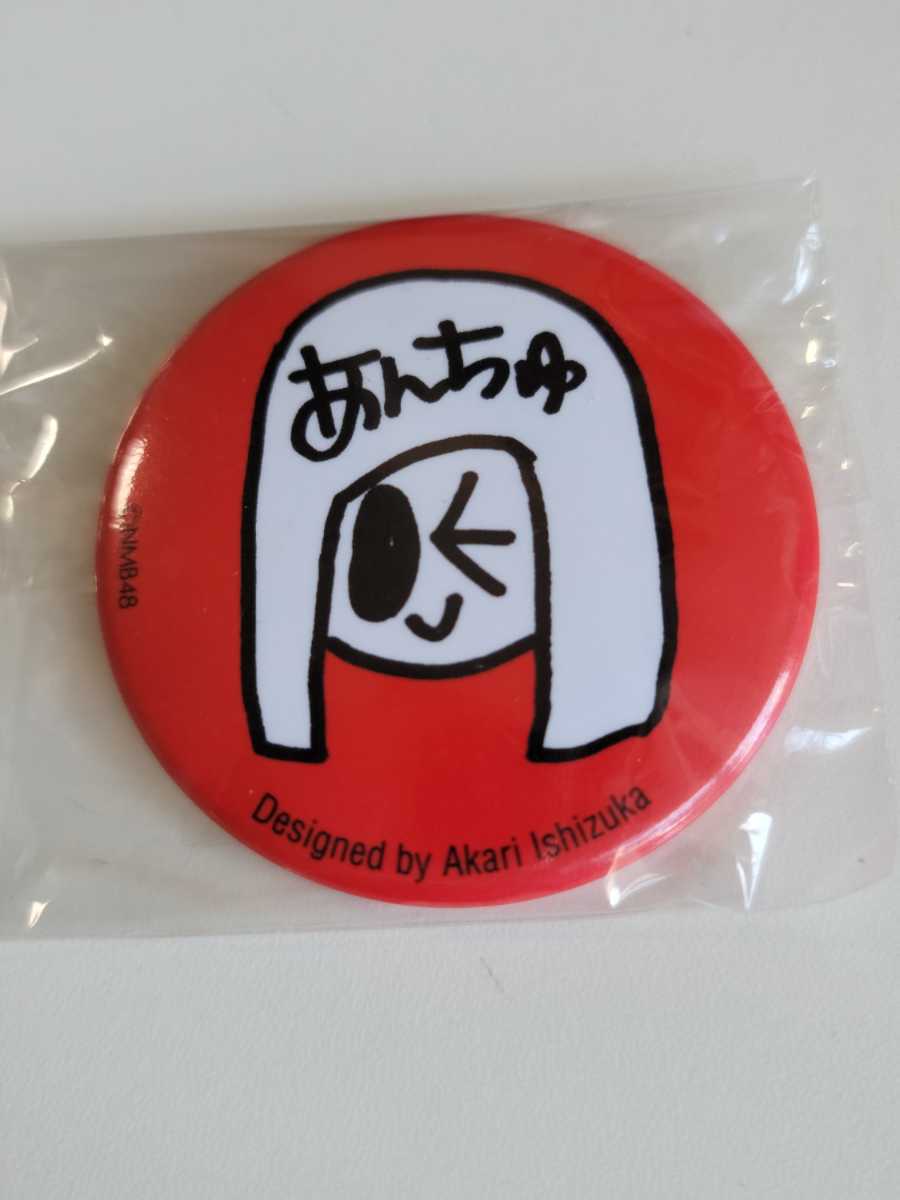 あんちゅ
©NMB48
Designed by Akari Ishizuka